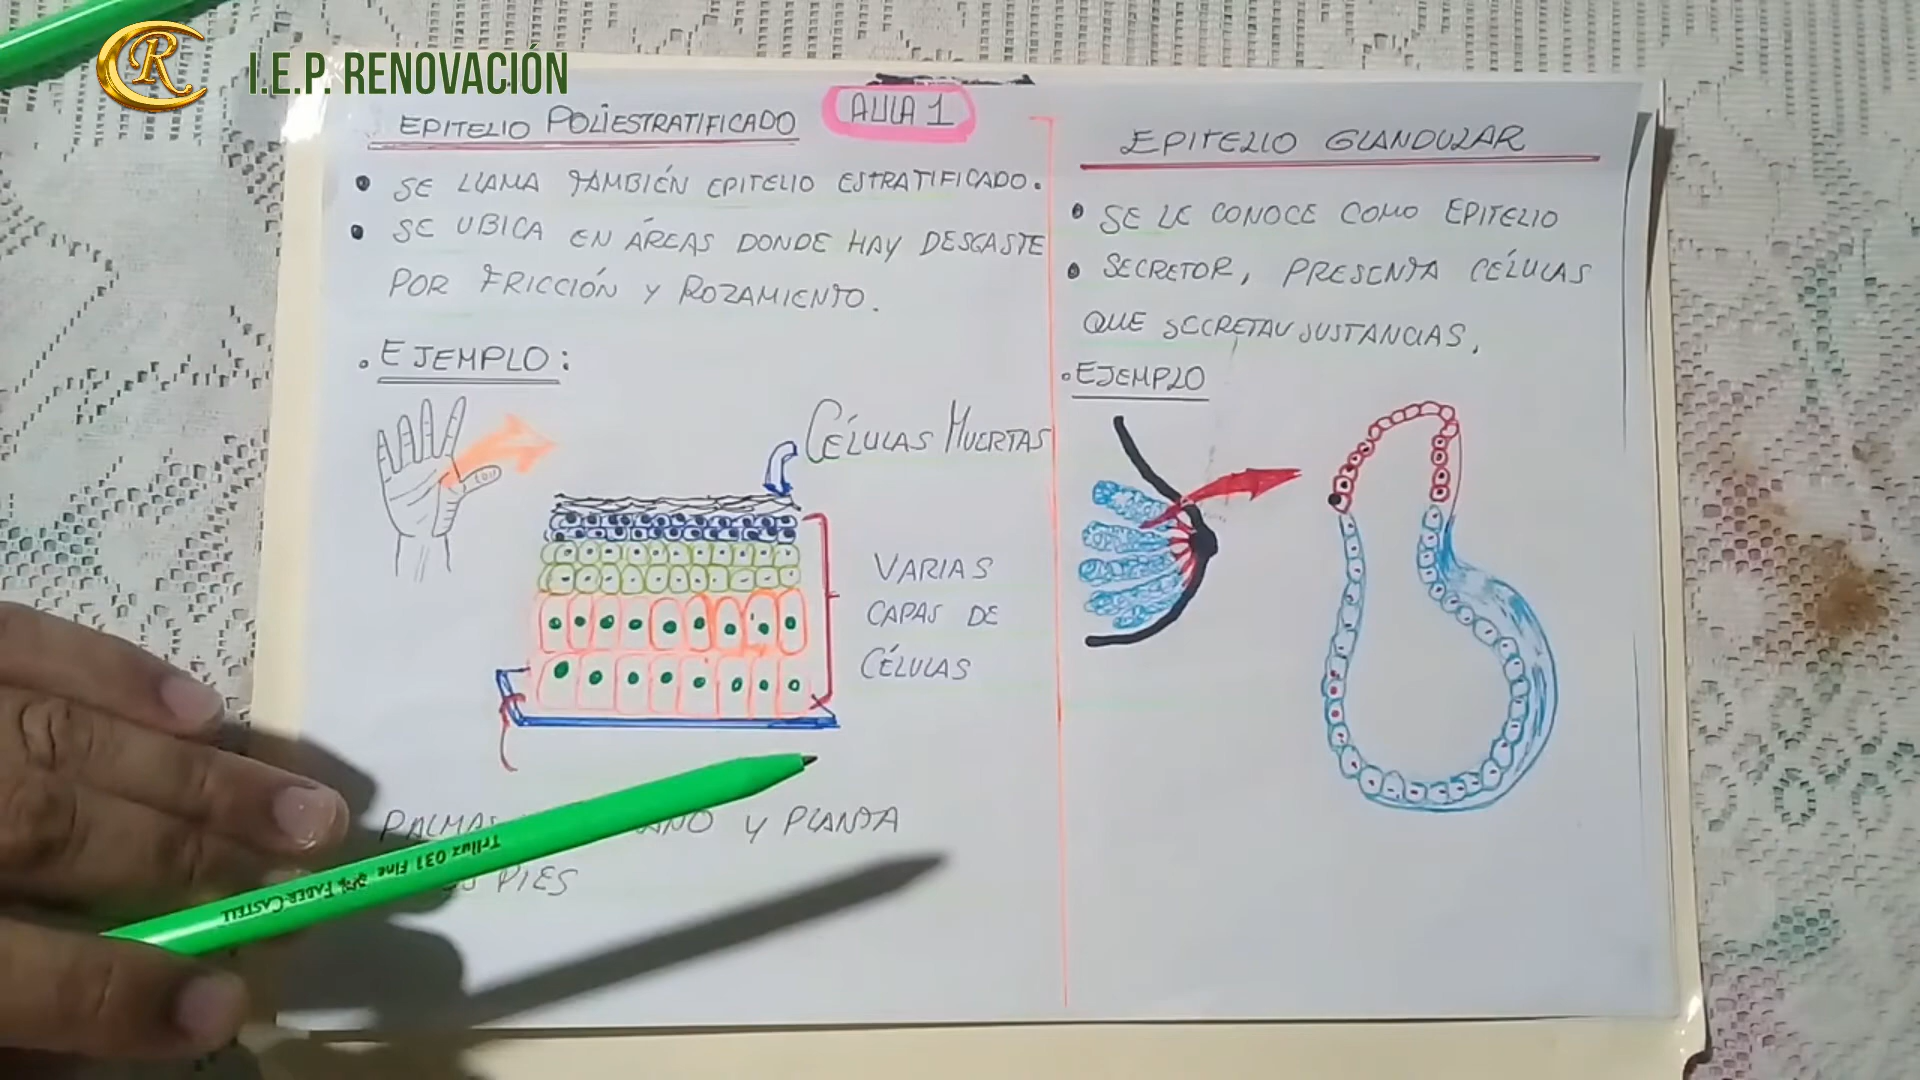 I.E.P. RENOVACIÓN
EPITELIO POLIESTRATIFICADO
AULA 1
• SE LLAMA TAMBIÉN EPITELIO ESTRATIFICADO.
• SE UBICA EN ÁREAS DONDE HAY DESGASTE
POR FRICCIÓN Y ROZAMIENTO.
• EJEMPLO:
CÉLULAS MUERTAS
VARIAS
CAPAS DE
CÉLULAS
PALMAS Y PLANTA
PIES
Trilux 031 Fine FABER-CASTELL
EPITELIO GLANDULAR
• SE LE CONOCE COMO EPITELIO
• SECRETOR, PRESENTA CÉLULAS
QUE SECRETAN SUSTANCIAS.
• EJEMPLO